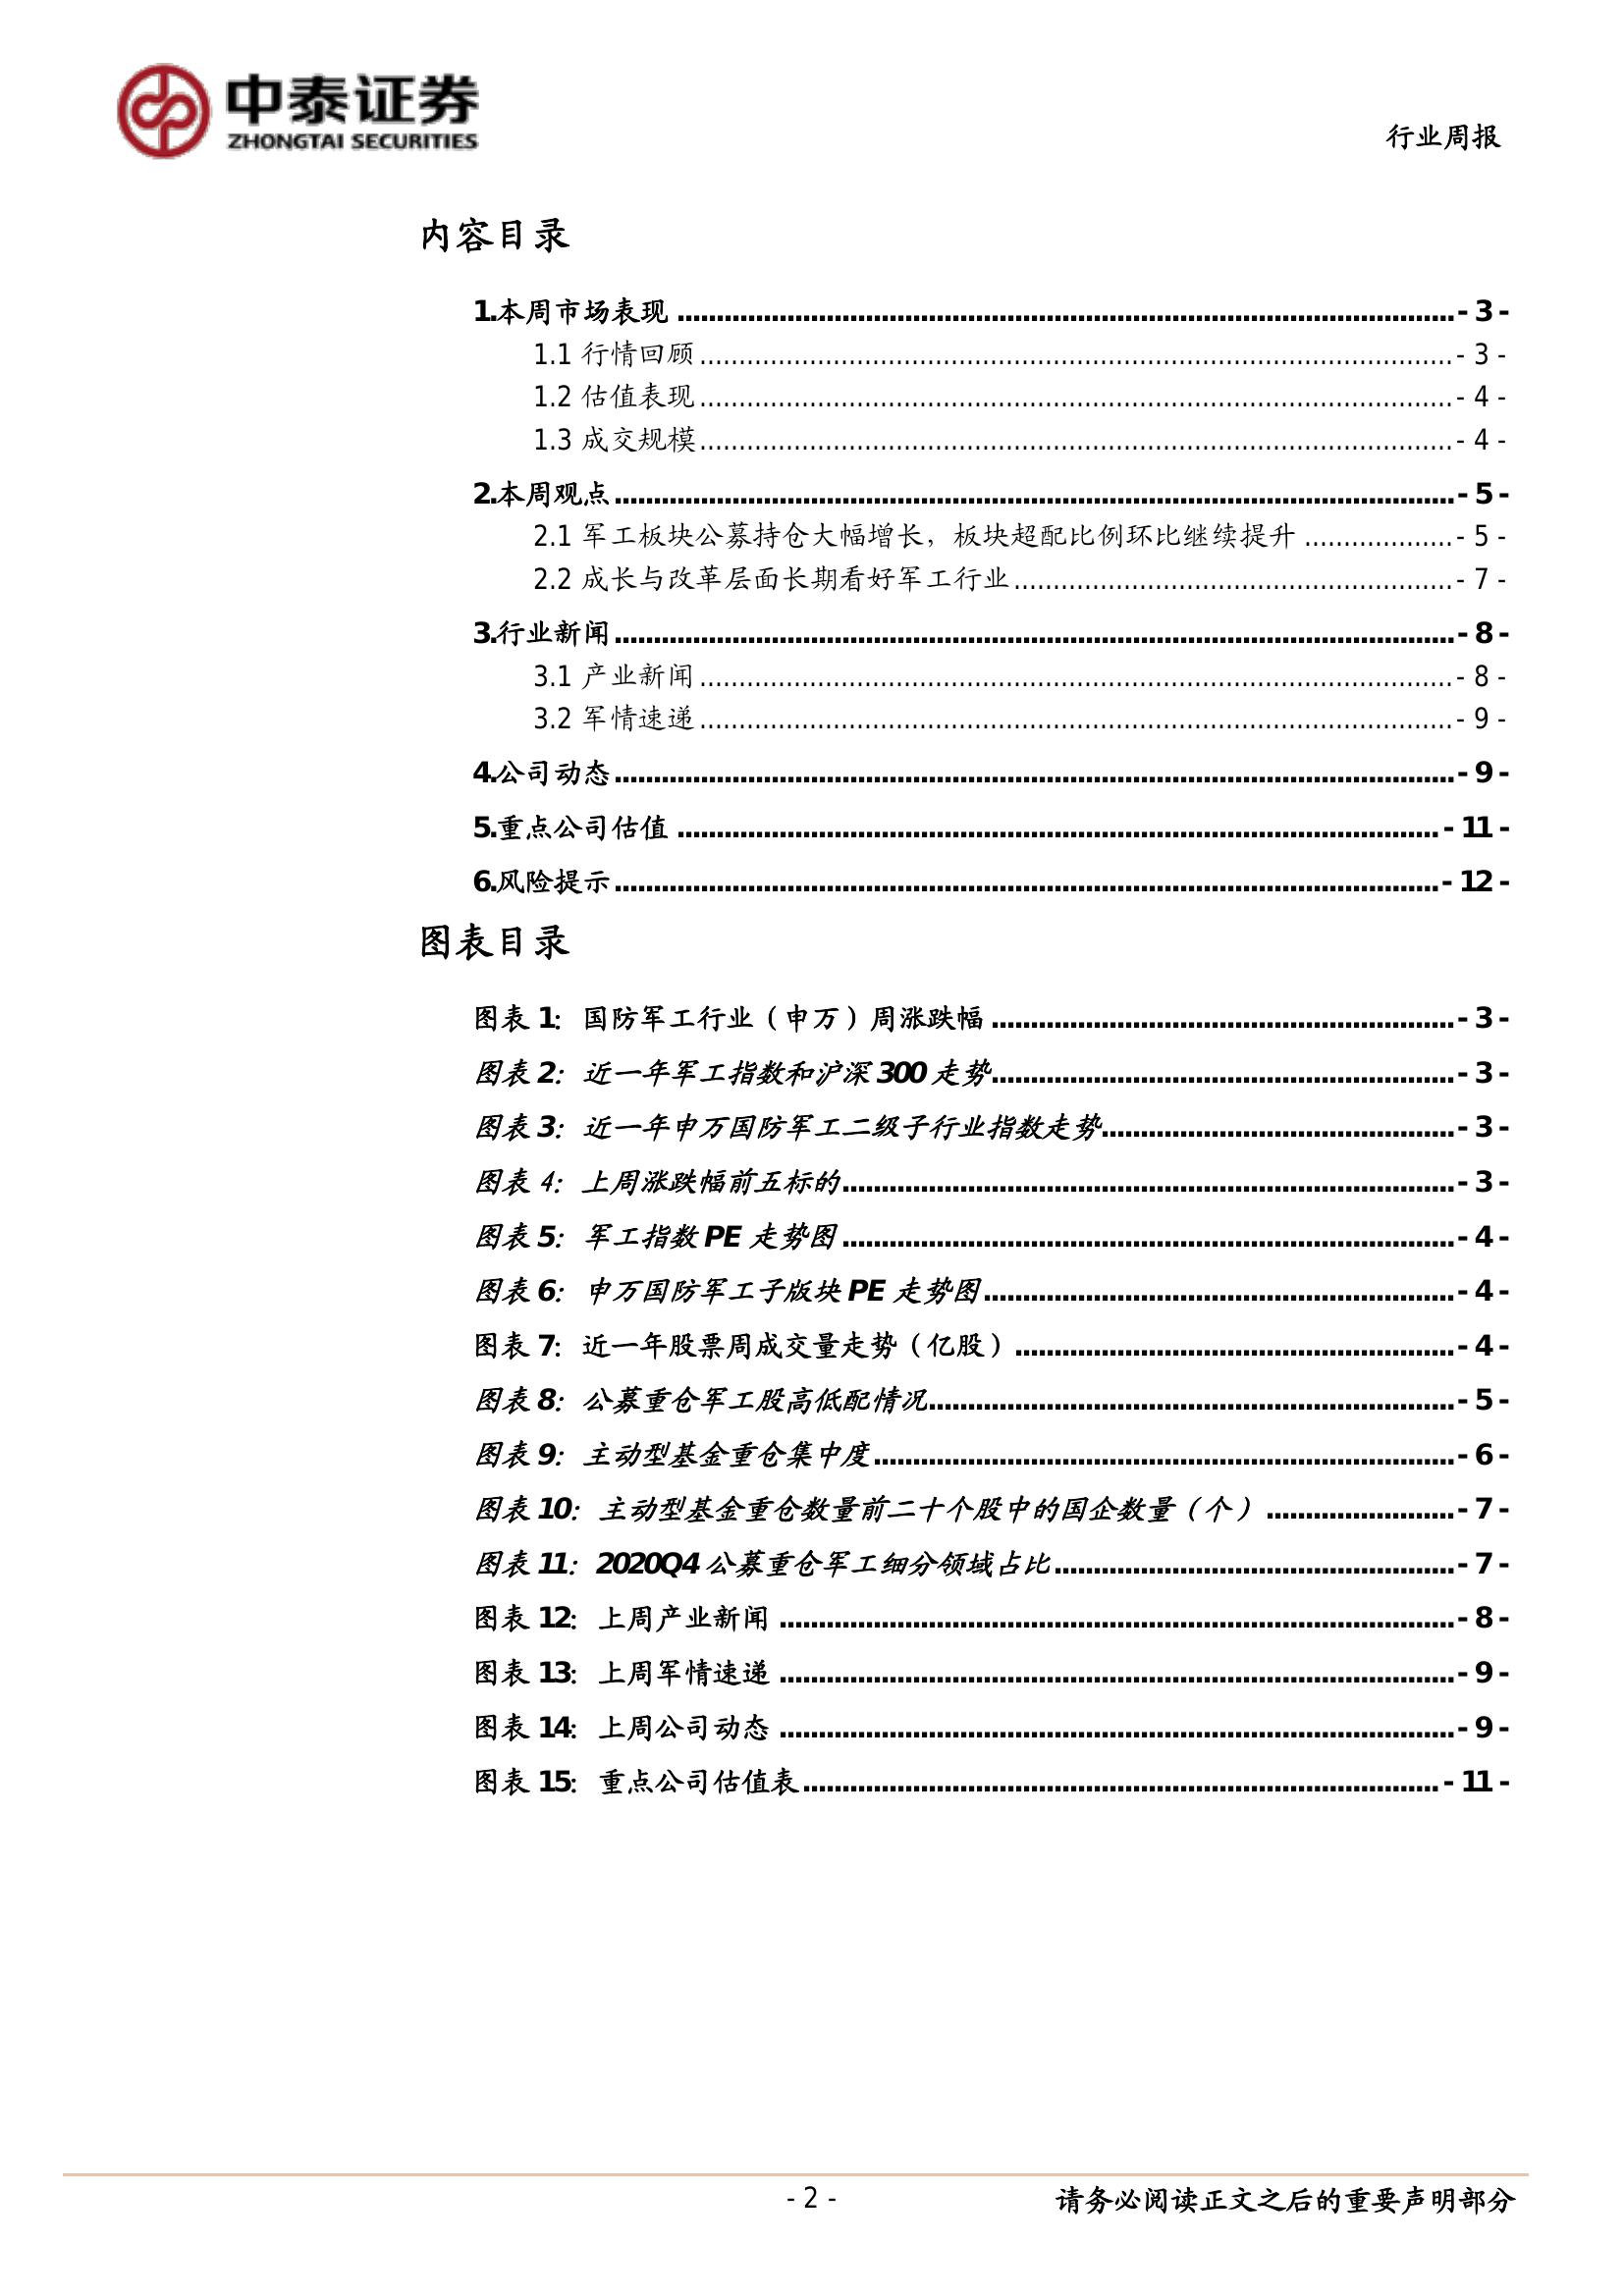 中泰证券
ZHONGTAI SECURITIES
行业周报
内容目录
1.本周市场表现 ........................................................ - 3 -
1.1 行情回顾 ........................................................ - 3 -
1.2 估值表现 ........................................................ - 4 -
1.3 成交规模 ........................................................ - 4 -
2.本周观点 ........................................................ - 5 -
2.1 军工板块公募持仓大幅增长，板块超配比例环比继续提升 ................... - 5 -
2.2 成长与改革层面长期看好军工行业 ........................................ - 7 -
3.行业新闻 ........................................................ - 8 -
3.1 产业新闻 ........................................................ - 8 -
3.2 军情速递 ........................................................ - 9 -
4.公司动态 ........................................................ - 9 -
5.重点公司估值 ........................................................ - 11 -
6.风险提示 ........................................................ - 12 -
图表目录
图表 1：国防军工行业（申万）周涨跌幅 ........................................ - 3 -
图表 2：近一年军工指数和沪深 300 走势 ........................................ - 3 -
图表 3：近一年申万国防军工二级子行业指数走势 ................................ - 3 -
图表 4：上周涨跌幅前五标的 ........................................ - 3 -
图表 5：军工指数 PE 走势图 ........................................ - 4 -
图表 6：申万国防军工子版块 PE 走势图 ........................................ - 4 -
图表 7：近一年股票周成交量走势（亿股） ........................................ - 4 -
图表 8：公募重仓军工股高低配情况 ........................................ - 5 -
图表 9：主动型基金重仓集中度 ........................................ - 6 -
图表 10：主动型基金重仓数量前二十个股中的国企数量（个） ........................ - 7 -
图表 11：2020Q4 公募重仓军工细分领域占比 ........................................ - 7 -
图表 12：上周产业新闻 ........................................ - 8 -
图表 13：上周军情速递 ........................................ - 9 -
图表 14：上周公司动态 ........................................ - 9 -
图表 15：重点公司估值表 ........................................ - 11 -
- 2 -
请务必阅读正文之后的重要声明部分